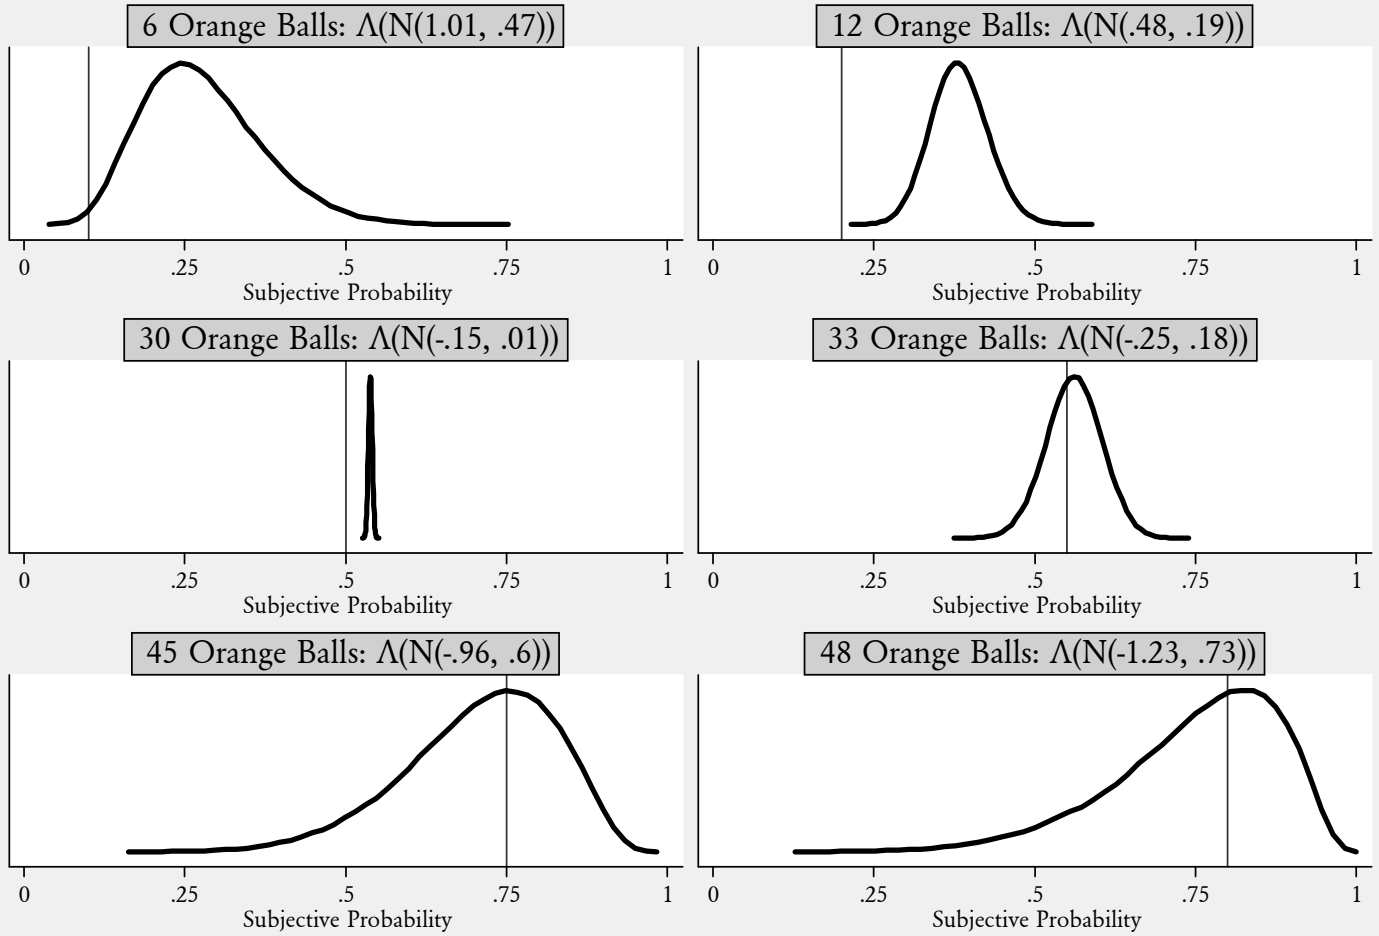 6 Orange Balls: Λ(N(1.01, .47))
12 Orange Balls: Λ(N(.48, .19))
0 .25 .5 .75 1
Subjective Probability
0 .25 .5 .75 1
Subjective Probability
30 Orange Balls: Λ(N(-.15, .01))
33 Orange Balls: Λ(N(-.25, .18))
0 .25 .5 .75 1
Subjective Probability
0 .25 .5 .75 1
Subjective Probability
45 Orange Balls: Λ(N(-.96, .6))
48 Orange Balls: Λ(N(-1.23, .73))
0 .25 .5 .75 1
Subjective Probability
0 .25 .5 .75 1
Subjective Probability